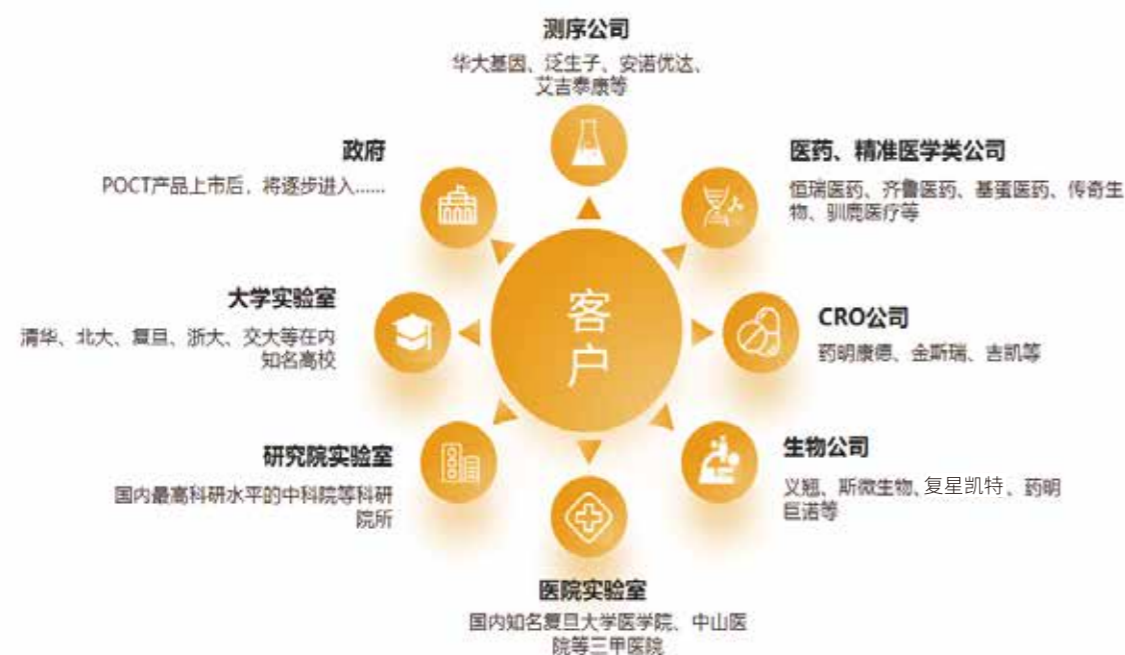 测序公司
华大基因、泛生子、安诺优达、
艾吉泰康等
政府
POCT产品上市后，将逐步进入……
医药、精准医学类公司
恒瑞医药、齐鲁医药、基蛋医药、传奇生
物、驯鹿医疗等
大学实验室
清华、北大、复旦、浙大、交大等在内
知名高校
客
户
CRO公司
药明康德、金斯瑞、吉凯等
研究院实验室
国内最高科研水平的中科院等科研
院所
生物公司
义翘、斯微生物、复星凯特、药明
巨诺等
医院实验室
国内知名复旦大学医学院、中山医
院等三甲医院